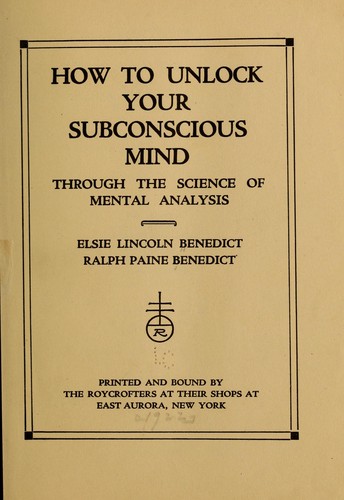 HOW TO UNLOCK
YOUR
SUBCONSCIOUS
MIND
THROUGH THE SCIENCE OF
MENTAL ANALYSIS
ELSIE LINCOLN BENEDICT
RALPH PAINE BENEDICT
R
PRINTED AND BOUND BY
THE ROYCROFTERS AT THEIR SHOPS AT
EAST AURORA, NEW YORK